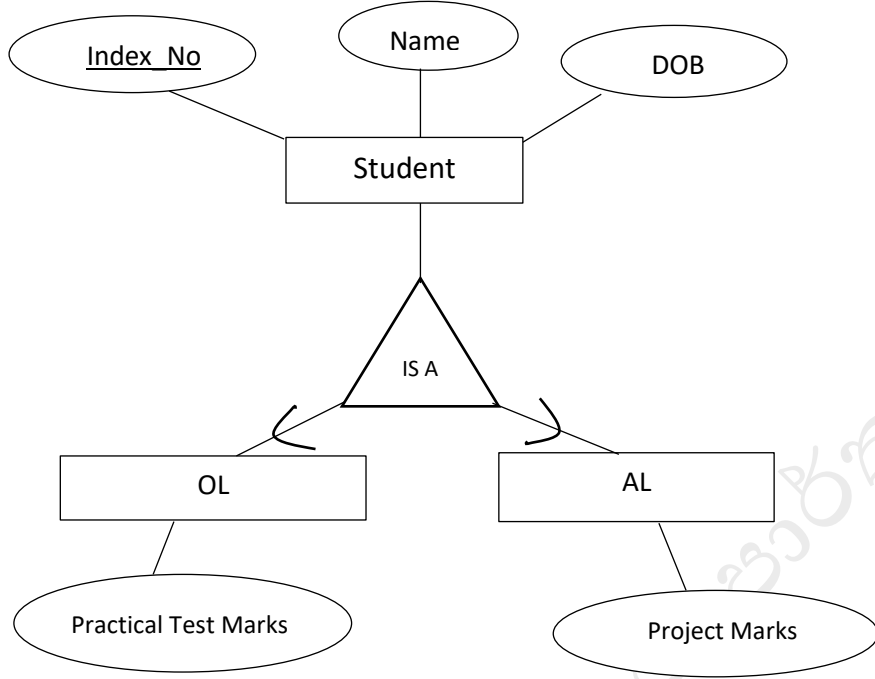 Index_No
Name
DOB
Student
IS A
OL
AL
Practical Test Marks
Project Marks